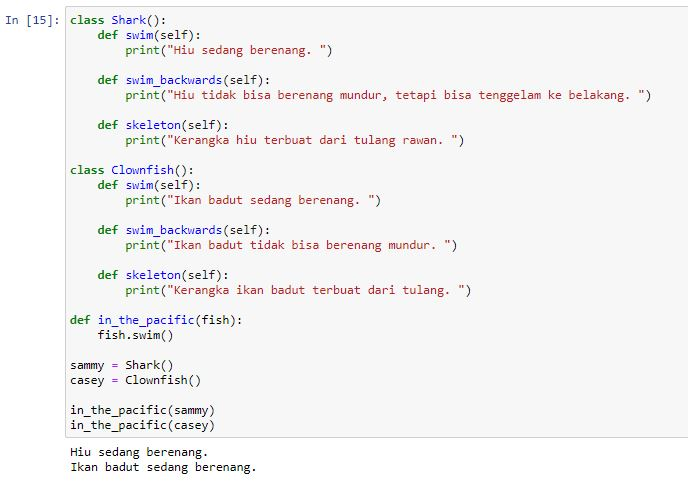 In [15]: class Shark():
    def swim(self):
        print("Hiu sedang berenang. ")

    def swim_backwards(self):
        print("Hiu tidak bisa berenang mundur, tetapi bisa tenggelam ke belakang. ")

    def skeleton(self):
        print("Kerangka hiu terbuat dari tulang rawan. ")

class Clownfish():
    def swim(self):
        print("Ikan badut sedang berenang. ")

    def swim_backwards(self):
        print("Ikan badut tidak bisa berenang mundur. ")

    def skeleton(self):
        print("Kerangka ikan badut terbuat dari tulang. ")

def in_the_pacific(fish):
    fish.swim()

sammy = Shark()
casey = Clownfish()

in_the_pacific(sammy)
in_the_pacific(casey)

Hiu sedang berenang.
Ikan badut sedang berenang.